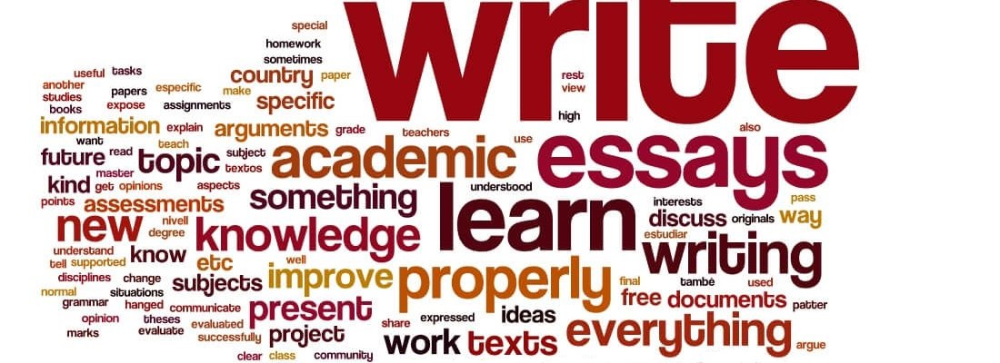 write
special
homework
sometimes
useful tasks
country paper
rest
another
papers especific make
view
studies
expose assignments specific
books
high
information explain arguments grade
teachers
also
want
teach
use
future read topic subject academic essays
textos
master
kind get opinions aspects
something
understood
points assessments
learn
interests
pass
new nivell
discuss originals way
degree knowledge
estudiar
understand
know etc well
writing
tell supported
improve properly
disciplines change subjects
final també used
normal situations
free documents
grammar hanged communicate present
patter
opinion theses evaluated
share expressed ideas everything
marks evaluate successfully project
work texts
argue
clear class community